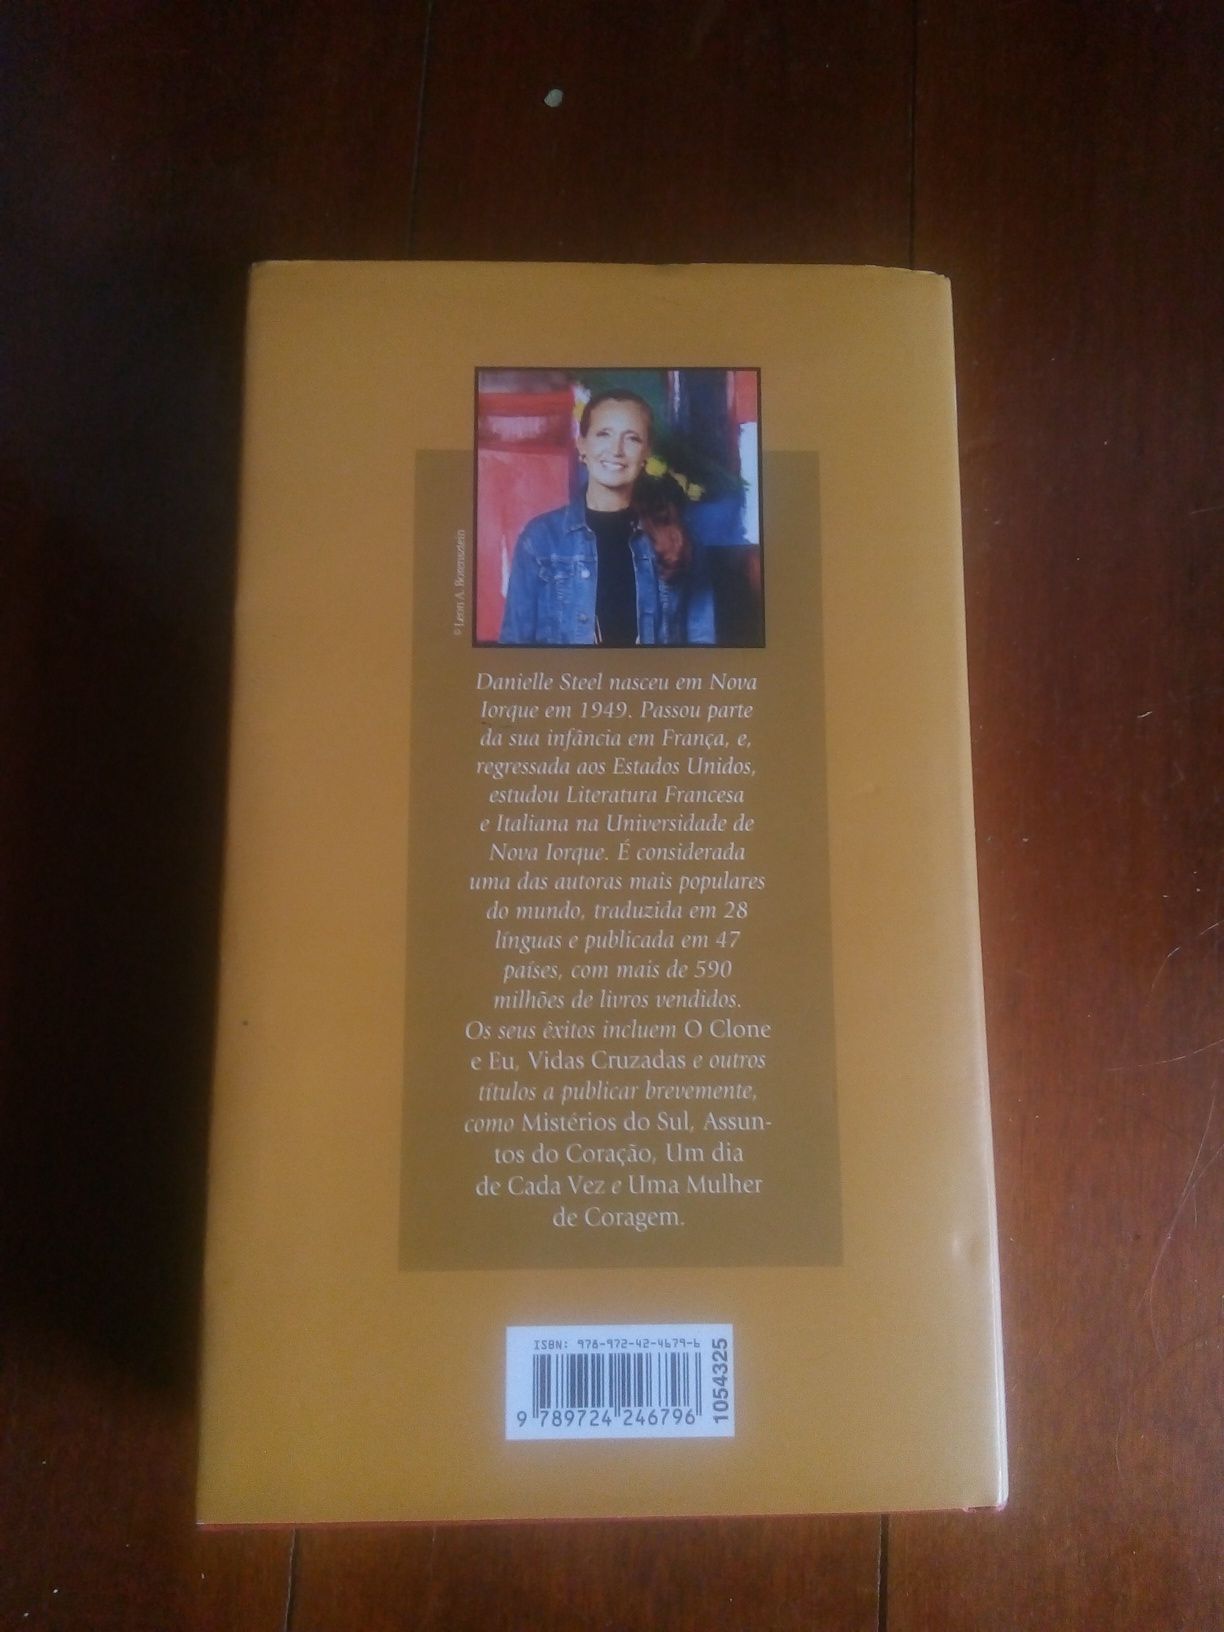 © Leon A. Borensztein
Danielle Steel nasceu em Nova
Iorque em 1949. Passou parte
da sua infância em França, e,
regressada aos Estados Unidos,
estudou Literatura Francesa
e Italiana na Universidade de
Nova Iorque. É considerada
uma das autoras mais populares
do mundo, traduzida em 28
línguas e publicada em 47
países, com mais de 590
milhões de livros vendidos.
Os seus êxitos incluem O Clone
e Eu, Vidas Cruzadas e outros
títulos a publicar brevemente,
como Mistérios do Sul, Assun-
tos do Coração, Um dia
de Cada Vez e Uma Mulher
de Coragem.
ISBN: 978-972-42-4679-6
9 789724 246796
1054325